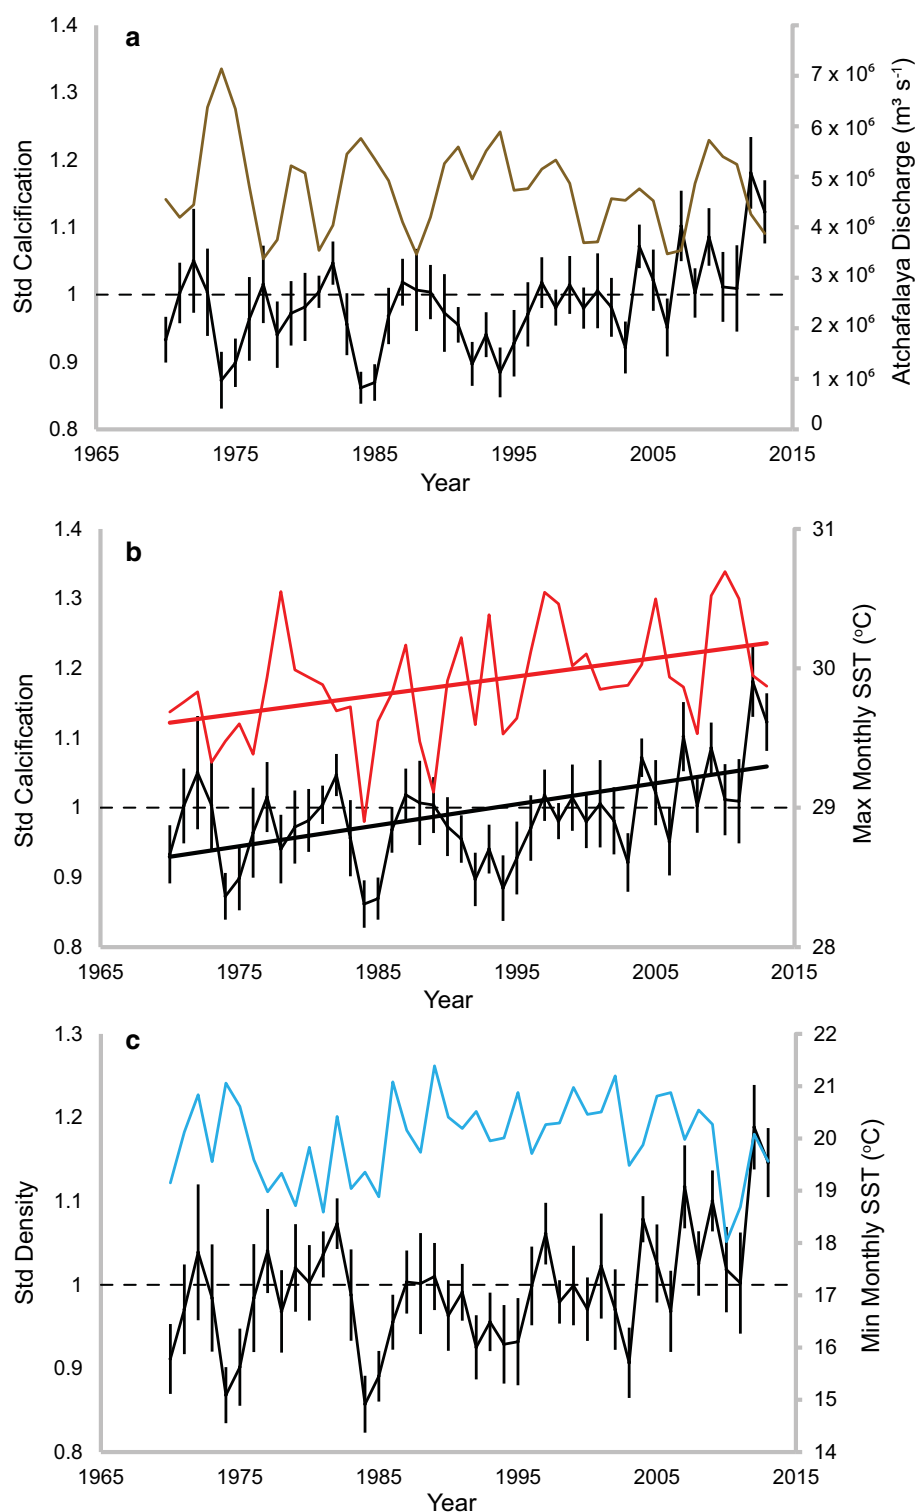 a
1.4
1.3
1.2
1.1
1
0.9
0.8
Std Calcification
7 x 10⁶
6 x 10⁶
5 x 10⁶
4 x 10⁶
3 x 10⁶
2 x 10⁶
1 x 10⁶
0
Atchafalaya Discharge (m³ s⁻¹)
1965 1975 1985 1995 2005 2015
Year
b
1.4
1.3
1.2
1.1
1
0.9
0.8
Std Calcification
31
30
29
28
Max Monthly SST (°C)
1965 1975 1985 1995 2005 2015
Year
c
1.3
1.2
1.1
1
0.9
0.8
Std Density
22
21
20
19
18
17
16
15
14
Min Monthly SST (°C)
1965 1975 1985 1995 2005 2015
Year